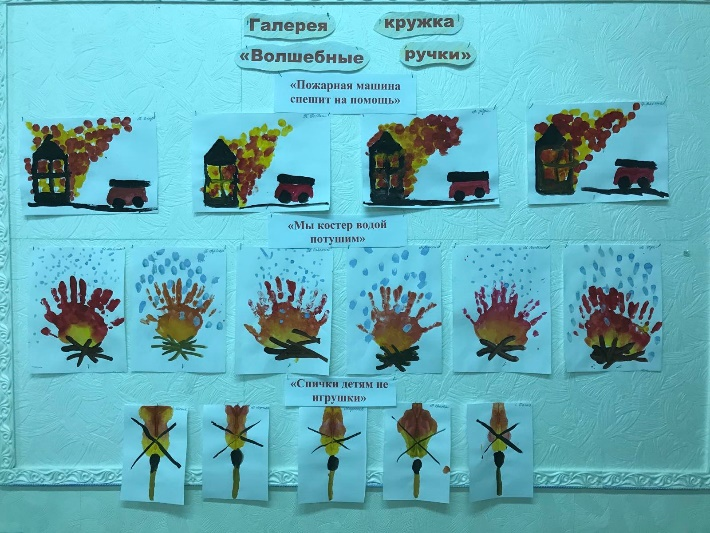 Галерея кружка
«Волшебные ручки»
«Пожарная машина
спешит на помощь»
«Мы костер водой
потушим»
«Спички детям не
игрушки»